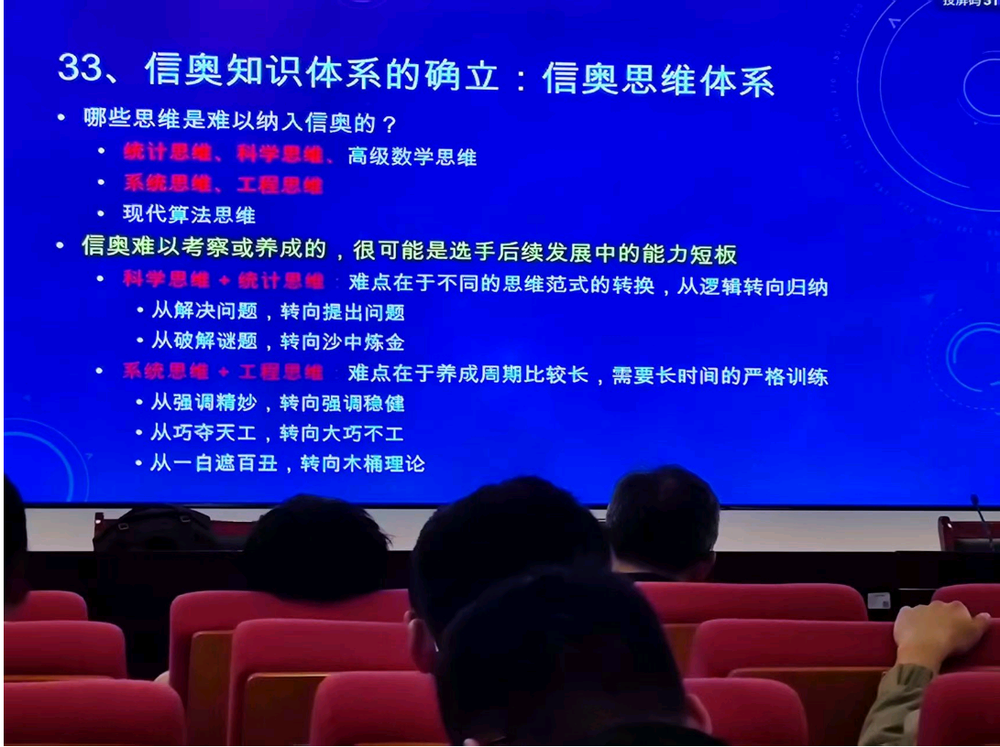 投屏码
33、信奥知识体系的确立：信奥思维体系
• 哪些思维是难以纳入信奥的？
• 统计思维、科学思维、高级数学思维
• 系统思维、工程思维
• 现代算法思维
• 信奥难以考察或养成的，很可能是选手后续发展中的能力短板
• 科学思维 + 统计思维：难点在于不同的思维范式的转换，从逻辑转向归纳
• 从解决问题，转向提出问题
• 从破解谜题，转向沙中炼金
• 系统思维 + 工程思维：难点在于养成周期比较长，需要长时间的严格训练
• 从强调精妙，转向强调稳健
• 从巧夺天工，转向大巧不工
• 从一白遮百丑，转向木桶理论